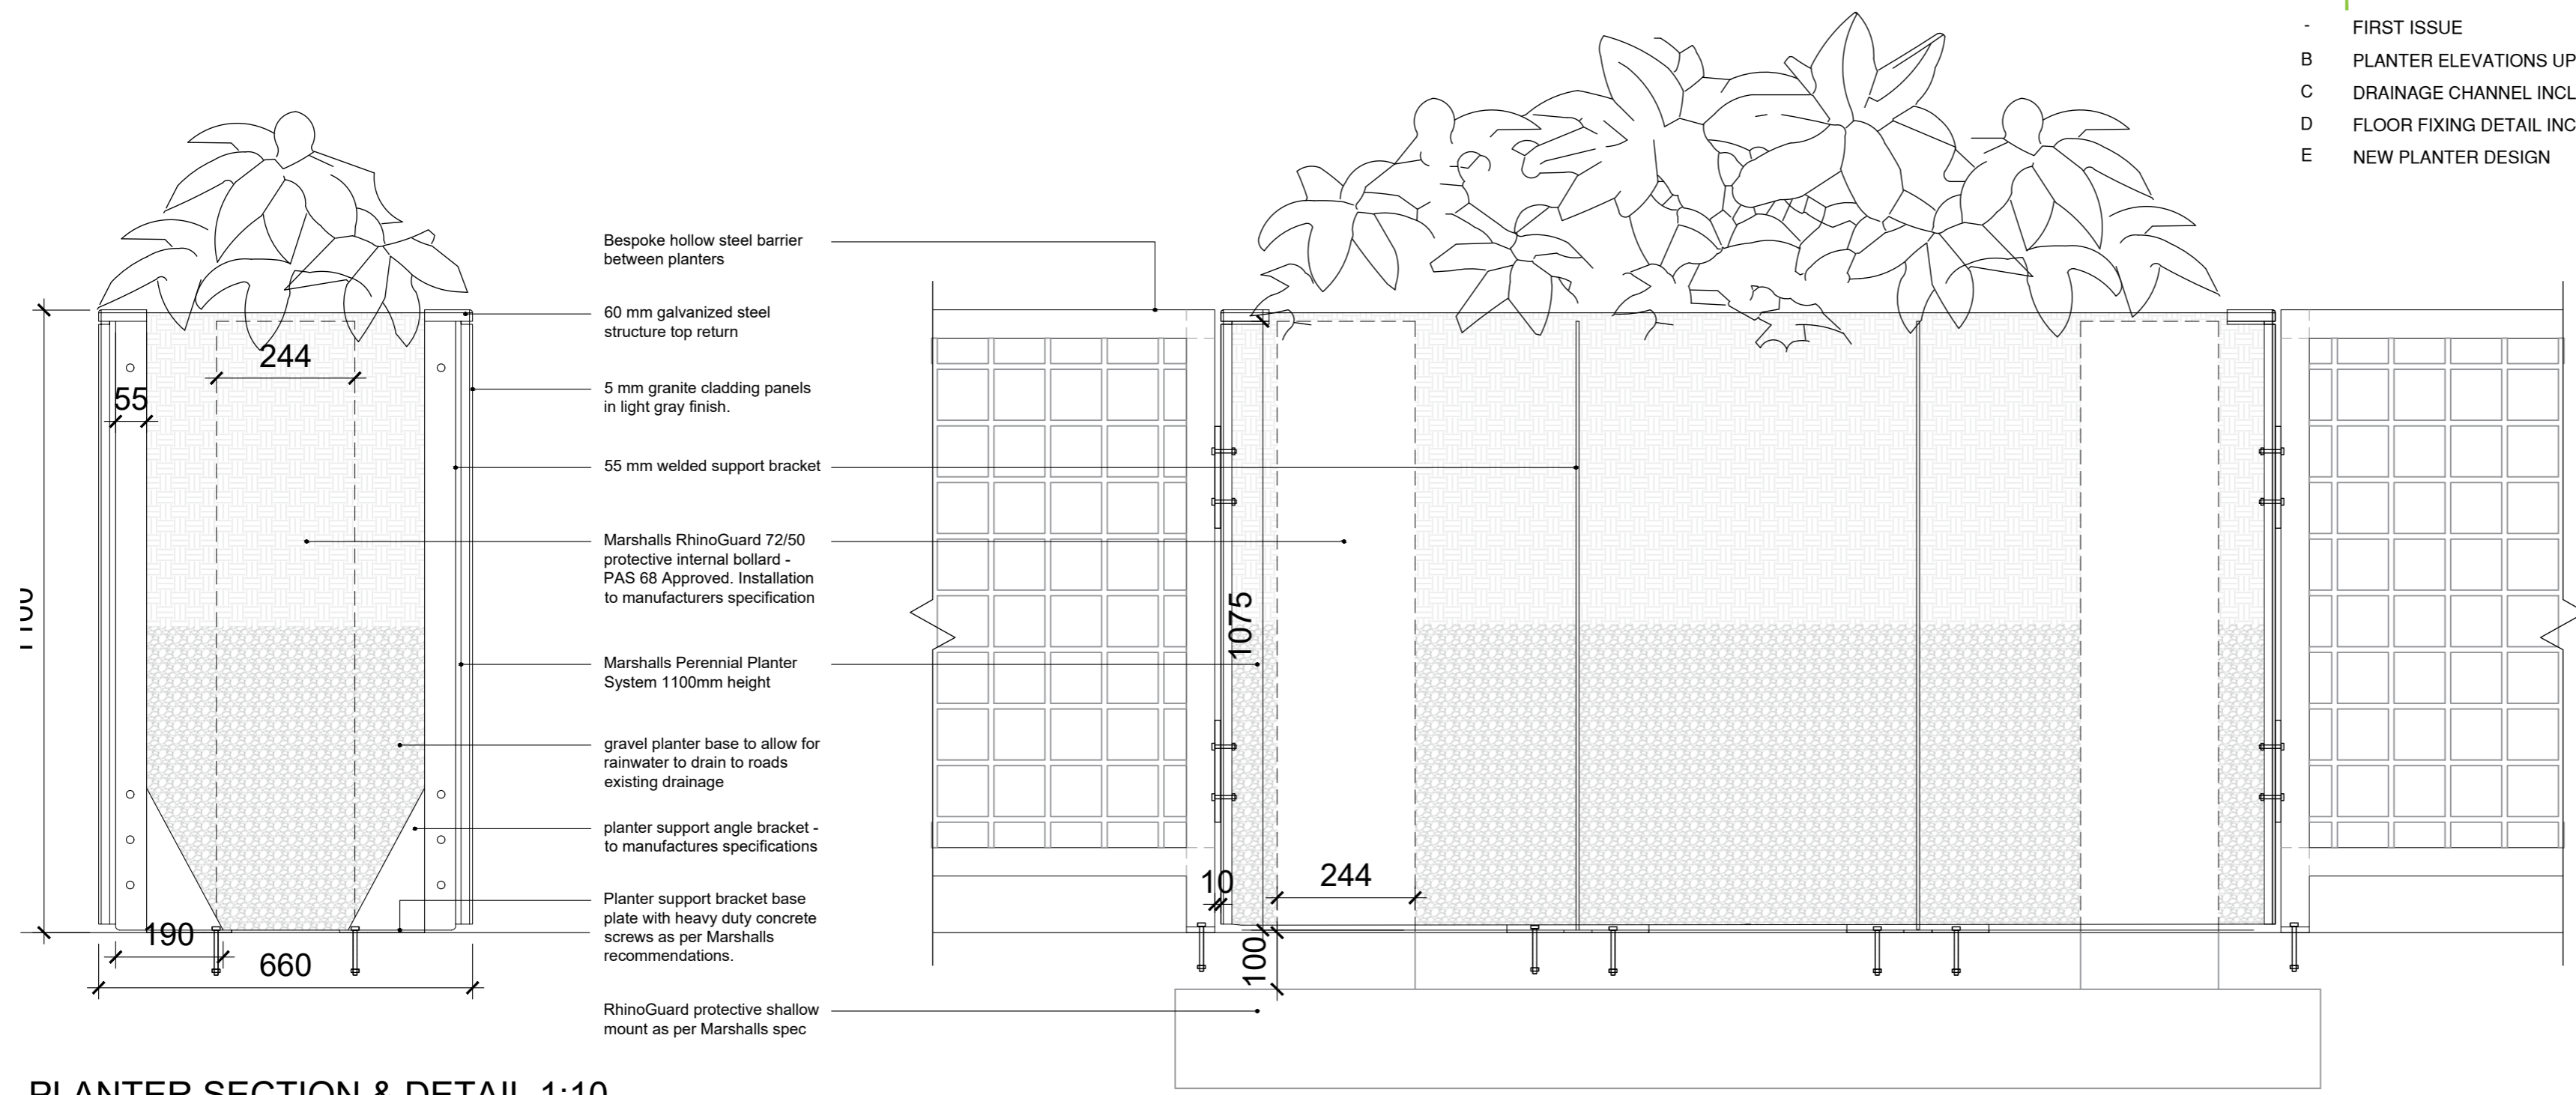 - FIRST ISSUE
B PLANTER ELEVATIONS UP
C DRAINAGE CHANNEL INCL
D FLOOR FIXING DETAIL INC
E NEW PLANTER DESIGN
Bespoke hollow steel barrier
between planters
60 mm galvanized steel
structure top return
5 mm granite cladding panels
in light gray finish.
55 mm welded support bracket
Marshalls RhinoGuard 72/50
protective internal bollard -
PAS 68 Approved. Installation
to manufacturers specification
Marshalls Perennial Planter
System 1100mm height
gravel planter base to allow for
rainwater to drain to roads
existing drainage
planter support angle bracket -
to manufactures specifications
Planter support bracket base
plate with heavy duty concrete
screws as per Marshalls
recommendations.
RhinoGuard protective shallow
mount as per Marshalls spec
244
55
190
660
1075
10
244
100
PLANTER SECTION & DETAIL 1:10